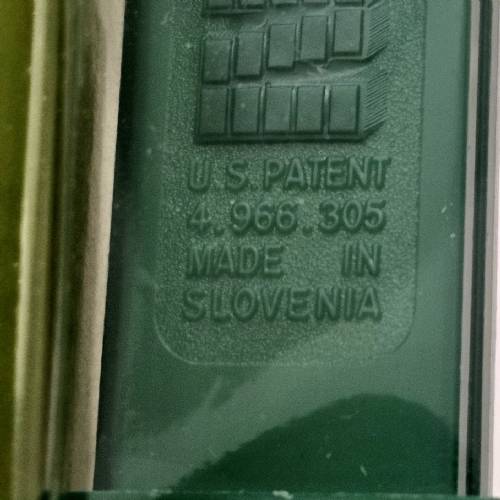 U.S. PATENT
4.966.305
MADE IN
SLOVENIA